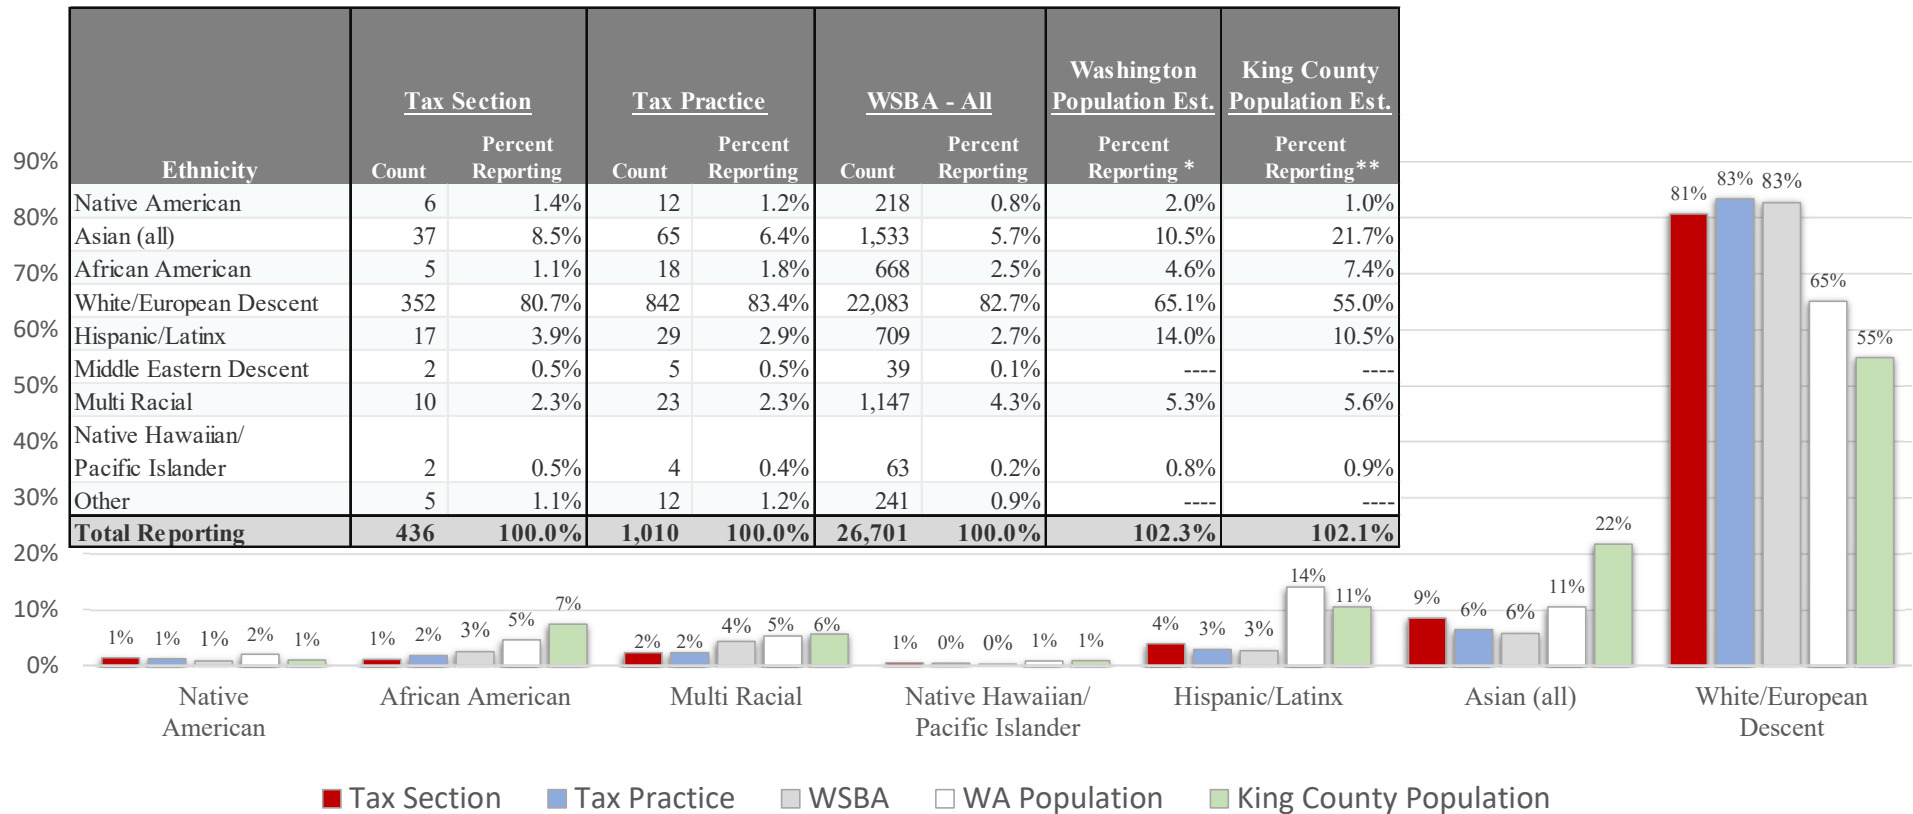 Washington King County
Tax Section Tax Practice WSBA - All Population Est. Population Est.
Percent Percent Percent Percent Percent
Ethnicity Count Reporting Count Reporting Count Reporting Reporting * Reporting**
Native American 6 1.4% 12 1.2% 218 0.8% 2.0% 1.0%
Asian (all) 37 8.5% 65 6.4% 1,533 5.7% 10.5% 21.7%
African American 5 1.1% 18 1.8% 668 2.5% 4.6% 7.4%
White/European Descent 352 80.7% 842 83.4% 22,083 82.7% 65.1% 55.0%
Hispanic/Latinx 17 3.9% 29 2.9% 709 2.7% 14.0% 10.5%
Middle Eastern Descent 2 0.5% 5 0.5% 39 0.1% ---- ----
Multi Racial 10 2.3% 23 2.3% 1,147 4.3% 5.3% 5.6%
Native Hawaiian/
Pacific Islander 2 0.5% 4 0.4% 63 0.2% 0.8% 0.9%
Other 5 1.1% 12 1.2% 241 0.9% ---- ----
Total Reporting 436 100.0% 1,010 100.0% 26,701 100.0% 102.3% 102.1%
90%
80%
70%
60%
50%
40%
30%
20%
10%
0%
1% 1% 1% 2% 1%
1% 2% 3% 5% 7%
2% 2% 4% 5% 6%
1% 0% 0% 1% 1%
4% 3% 3% 14% 11%
9% 6% 6% 11% 22%
81% 83% 83% 65% 55%
Native
American
African American
Multi Racial
Native Hawaiian/
Pacific Islander
Hispanic/Latinx
Asian (all)
White/European
Descent
Tax Section Tax Practice WSBA WA Population King County Population